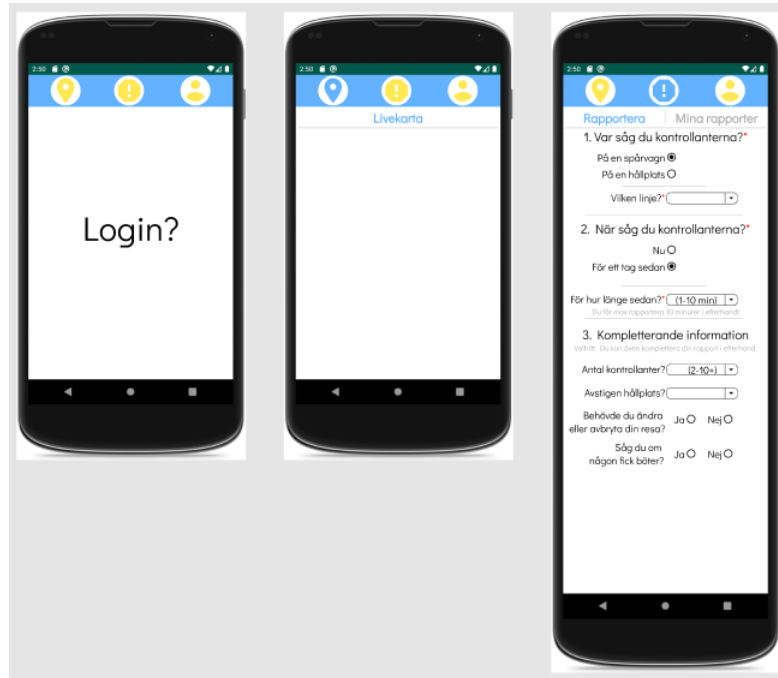 2:50
Login?
2:50
Livekarta
2:50
Rapportera
Mina rapporter
1. Var såg du kontrollanterna?*
På en spårvagn
På en hållplats
Vilken linje?*
2. När såg du kontrollanterna?*
Nu
För ett tag sedan
För hur länge sedan?* (1-10 min)
Du får max rapportera 10 minuter i efterhand!
3. Kompletterande information
Valfritt. Du kan även komplettera din rapport i efterhand.
Antal kontrollanter? (2-10+)
Avstigen hållplats?
Behövde du ändra
eller avbryta din resa? Ja Nej
Såg du om
någon fick böter? Ja Nej